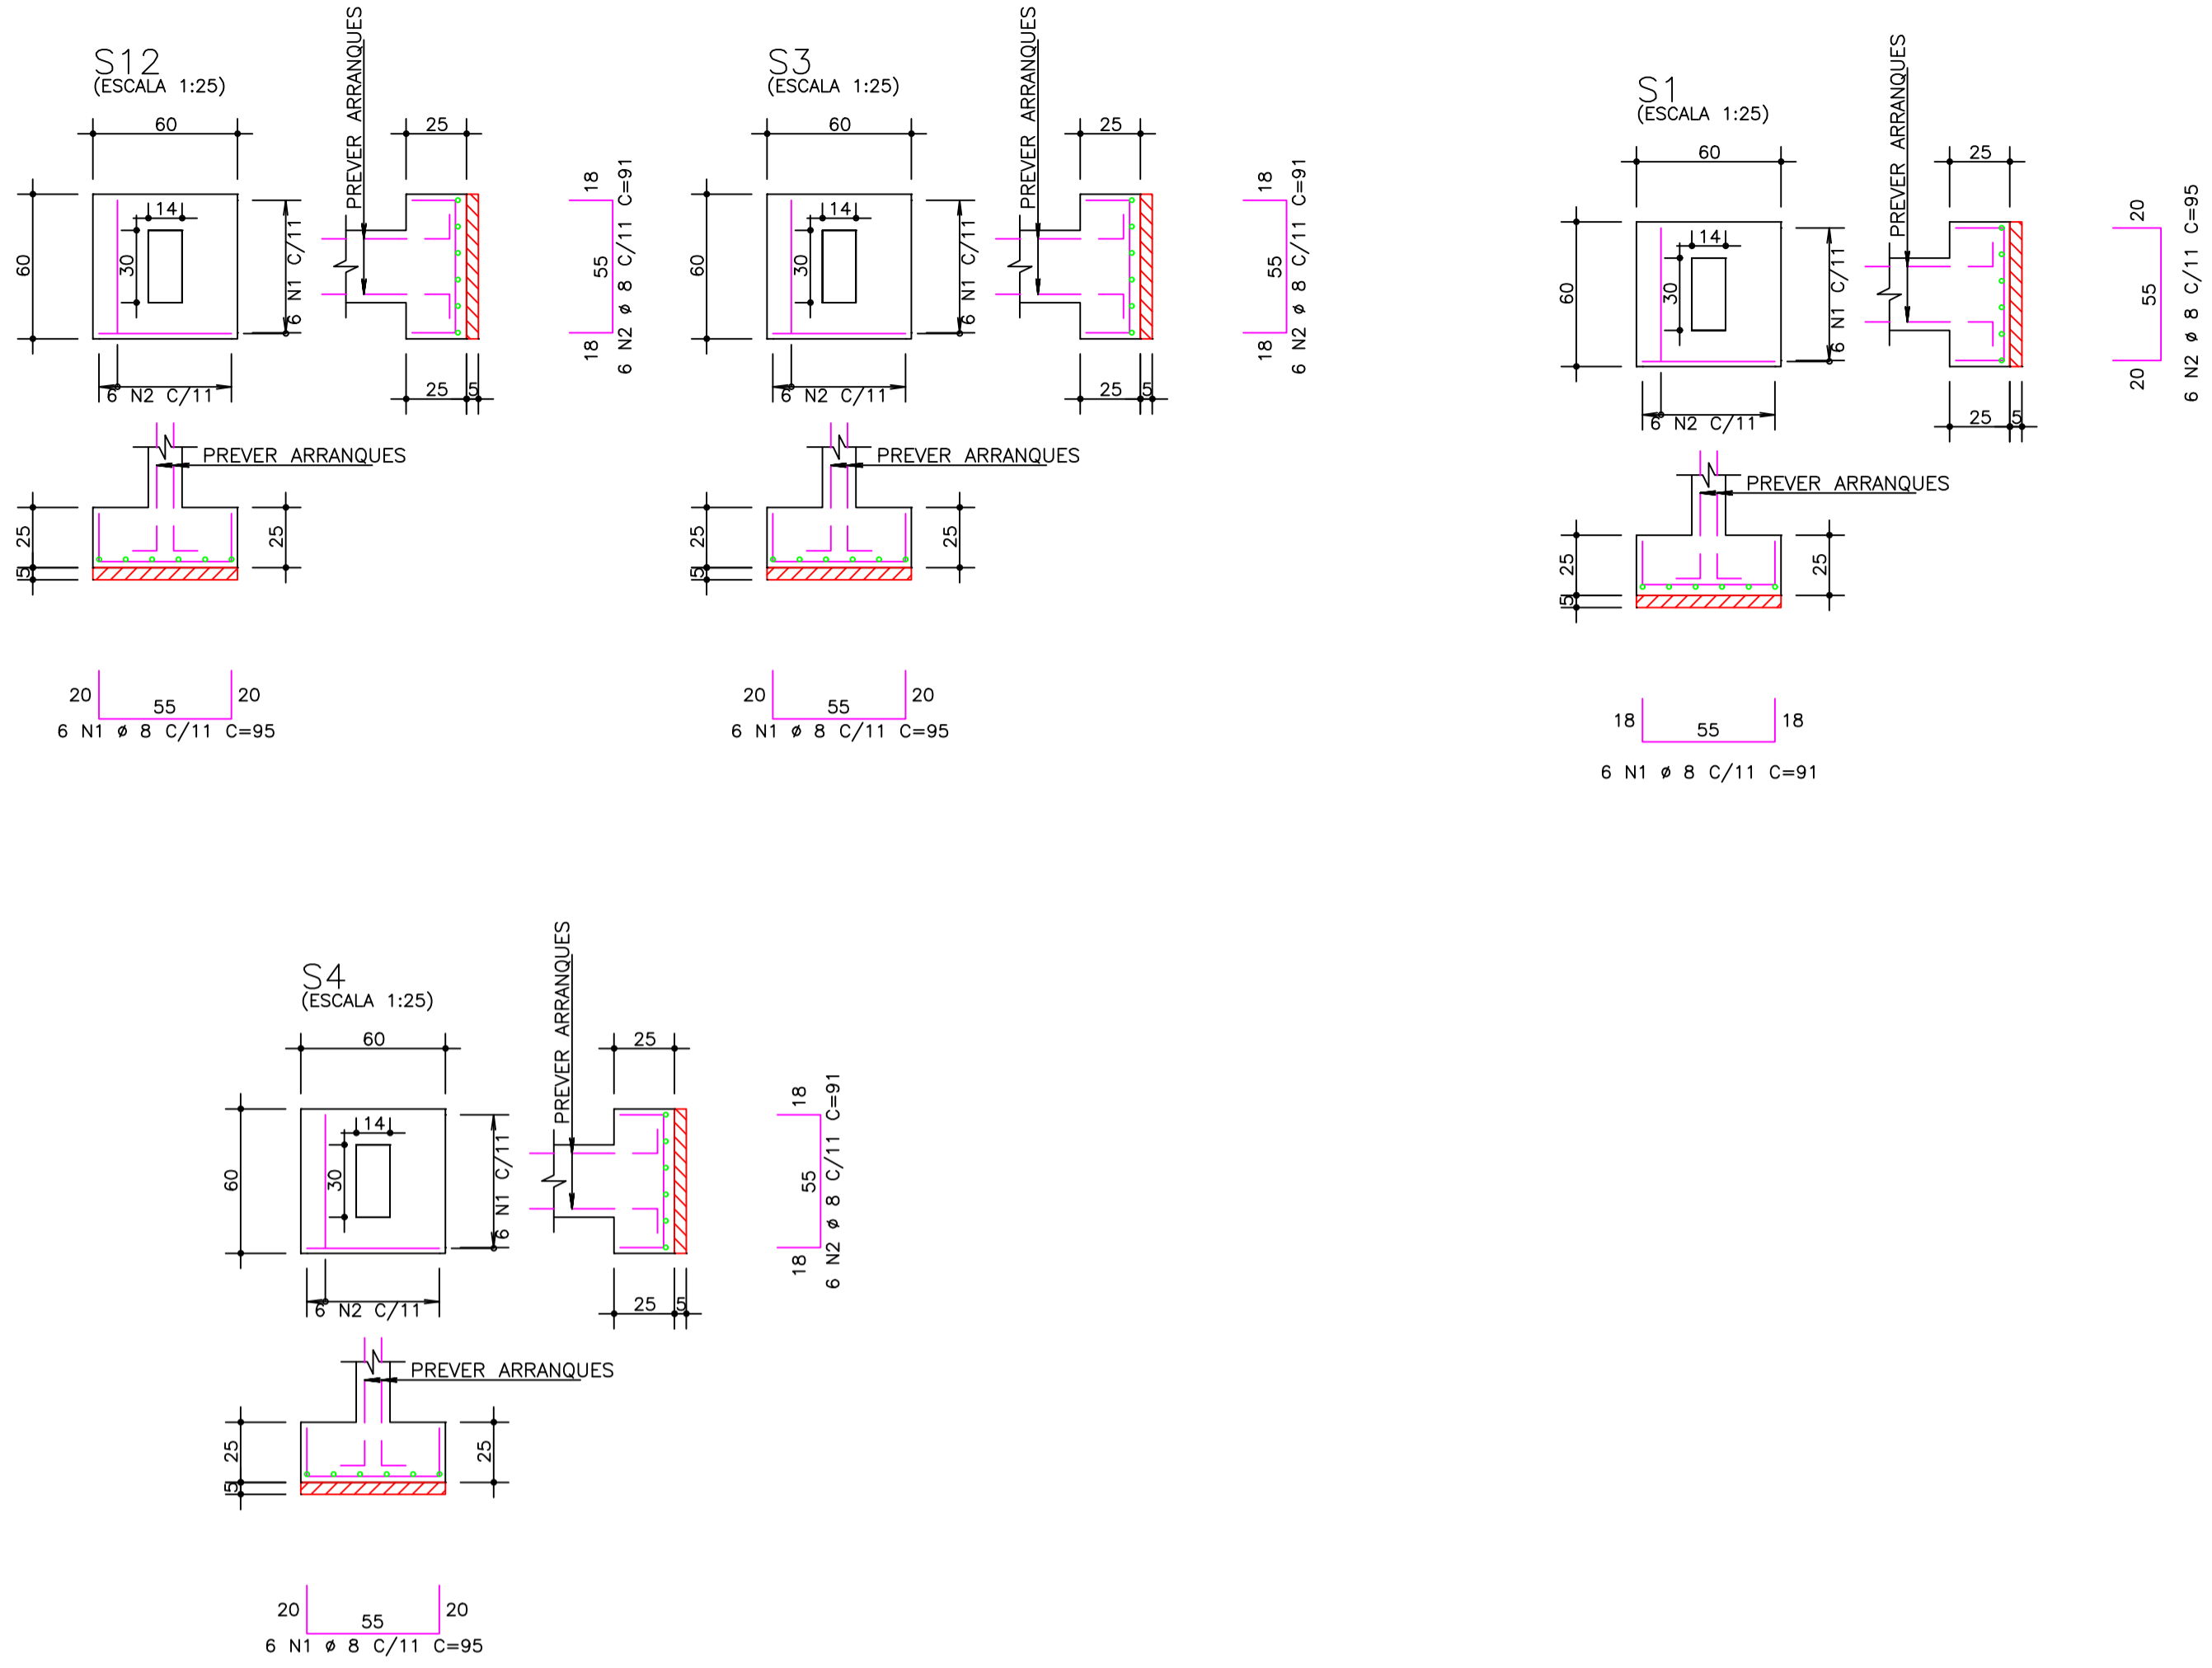 S12
(ESCALA 1:25)
60
60
14
30
6 N1 C/11
6 N2 C/11
PREVER ARRANQUES
25
25
5
18
55
18
6 N2 ø 8 C/11 C=91
PREVER ARRANQUES
25
5
25
20
55
20
6 N1 ø 8 C/11 C=95
S3
(ESCALA 1:25)
60
60
14
30
6 N1 C/11
6 N2 C/11
PREVER ARRANQUES
25
25
5
18
55
18
6 N2 ø 8 C/11 C=91
PREVER ARRANQUES
25
5
25
20
55
20
6 N1 ø 8 C/11 C=95
S1
(ESCALA 1:25)
60
60
14
30
6 N1 C/11
6 N2 C/11
PREVER ARRANQUES
25
25
5
20
55
20
6 N2 ø 8 C/11 C=95
PREVER ARRANQUES
25
5
25
18
55
18
6 N1 ø 8 C/11 C=91
S4
(ESCALA 1:25)
60
60
14
30
6 N1 C/11
6 N2 C/11
PREVER ARRANQUES
25
25
5
18
55
18
6 N2 ø 8 C/11 C=91
PREVER ARRANQUES
25
5
25
20
55
20
6 N1 ø 8 C/11 C=95